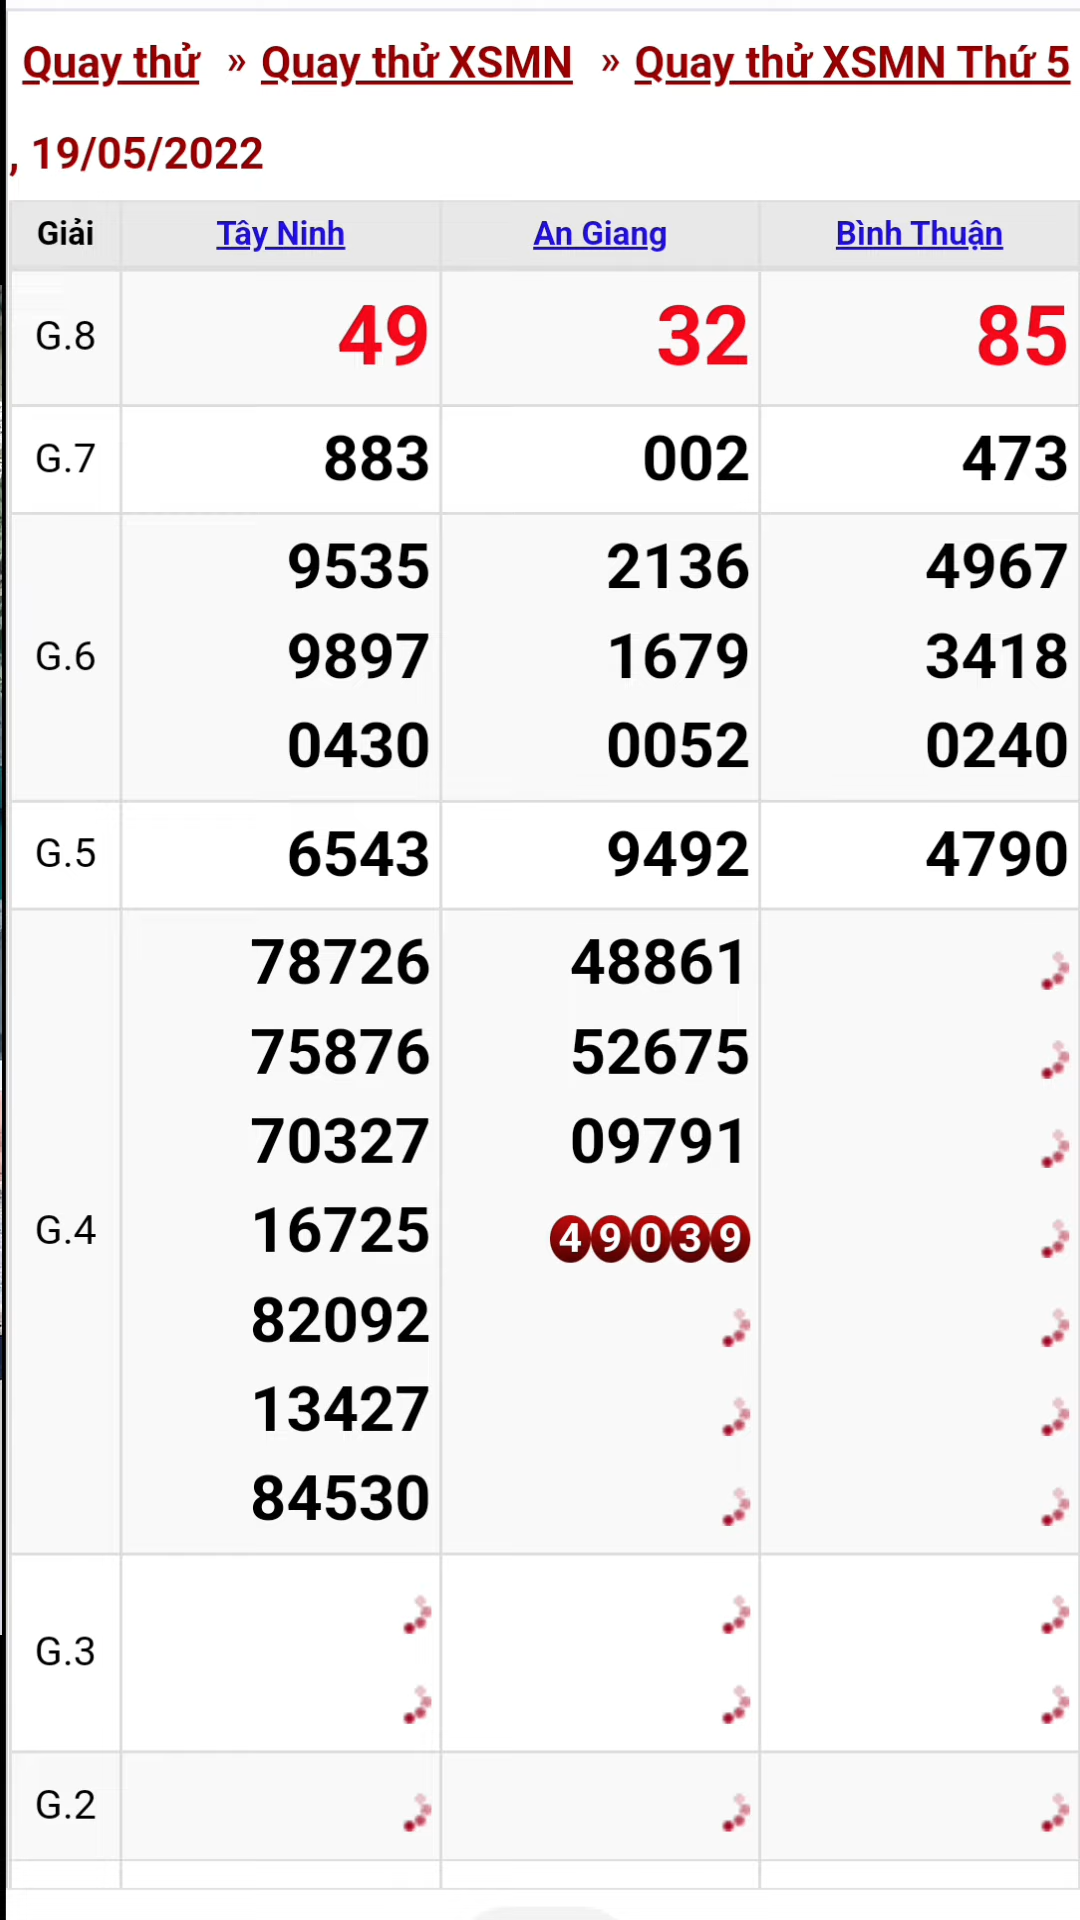 Quay thử » Quay thử XSMN » Quay thử XSMN Thứ 5
, 19/05/2022
Giải Tây Ninh An Giang Bình Thuận
G.8 49 32 85
G.7 883 002 473
G.6 9535 2136 4967
9897 1679 3418
0430 0052 0240
G.5 6543 9492 4790
G.4 78726 48861
75876 52675
70327 09791
16725 49039
82092
13427
84530
G.3
G.2